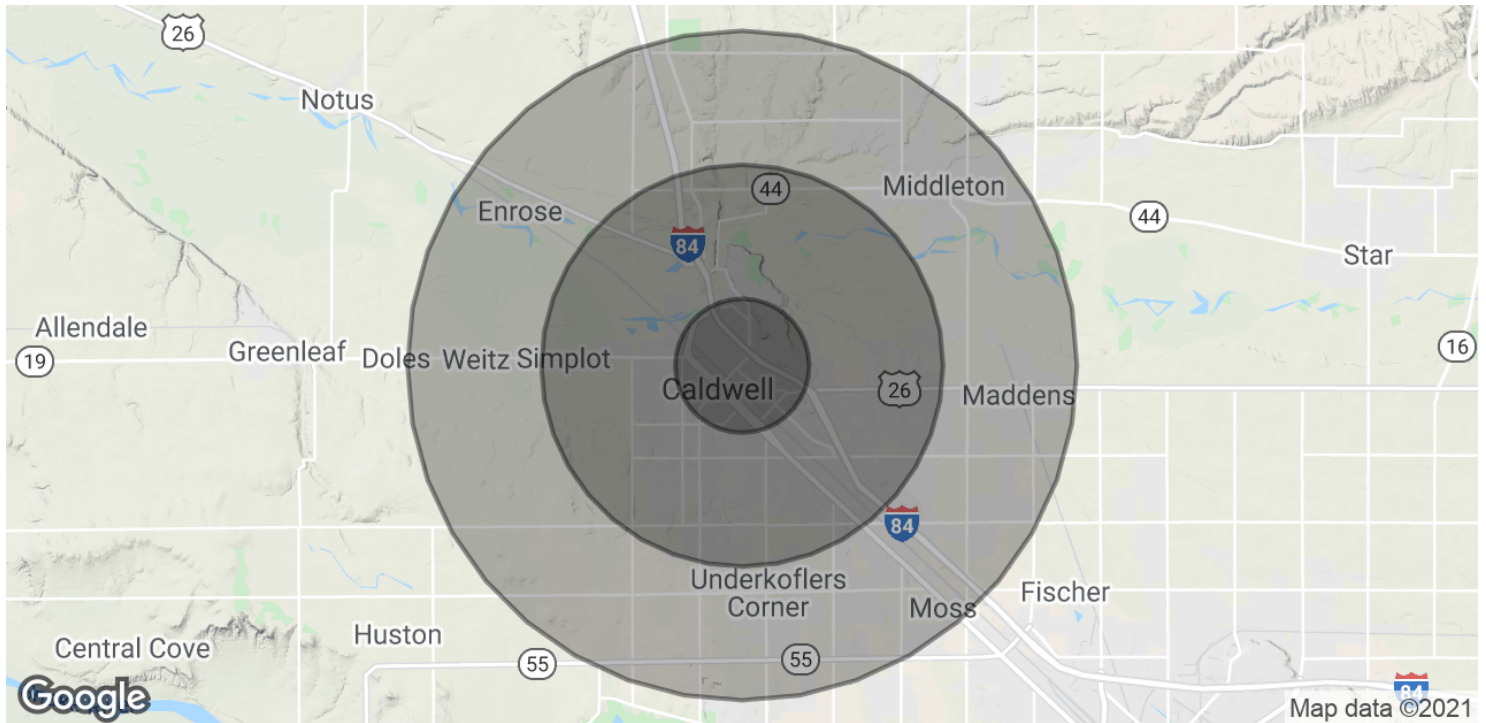 26
Notus
44
Middleton
Enrose
44
84
Star
Allendale
19
Greenleaf
Doles
Weitz
Simplot
16
Caldwell
26
Maddens
84
Underkoflers
Corner
Fischer
Moss
Huston
Central Cove
55
55
84
Google
Map data ©2021